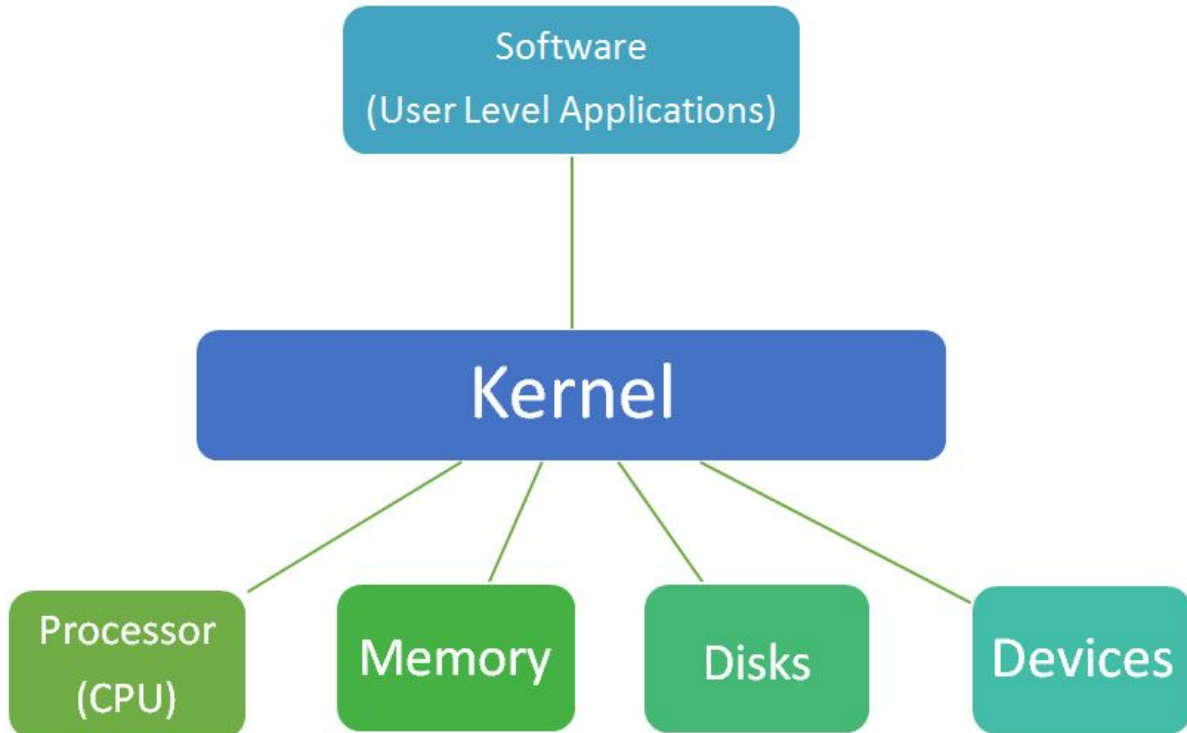 Software
(User Level Applications)
Kernel
Processor
(CPU)
Memory
Disks
Devices